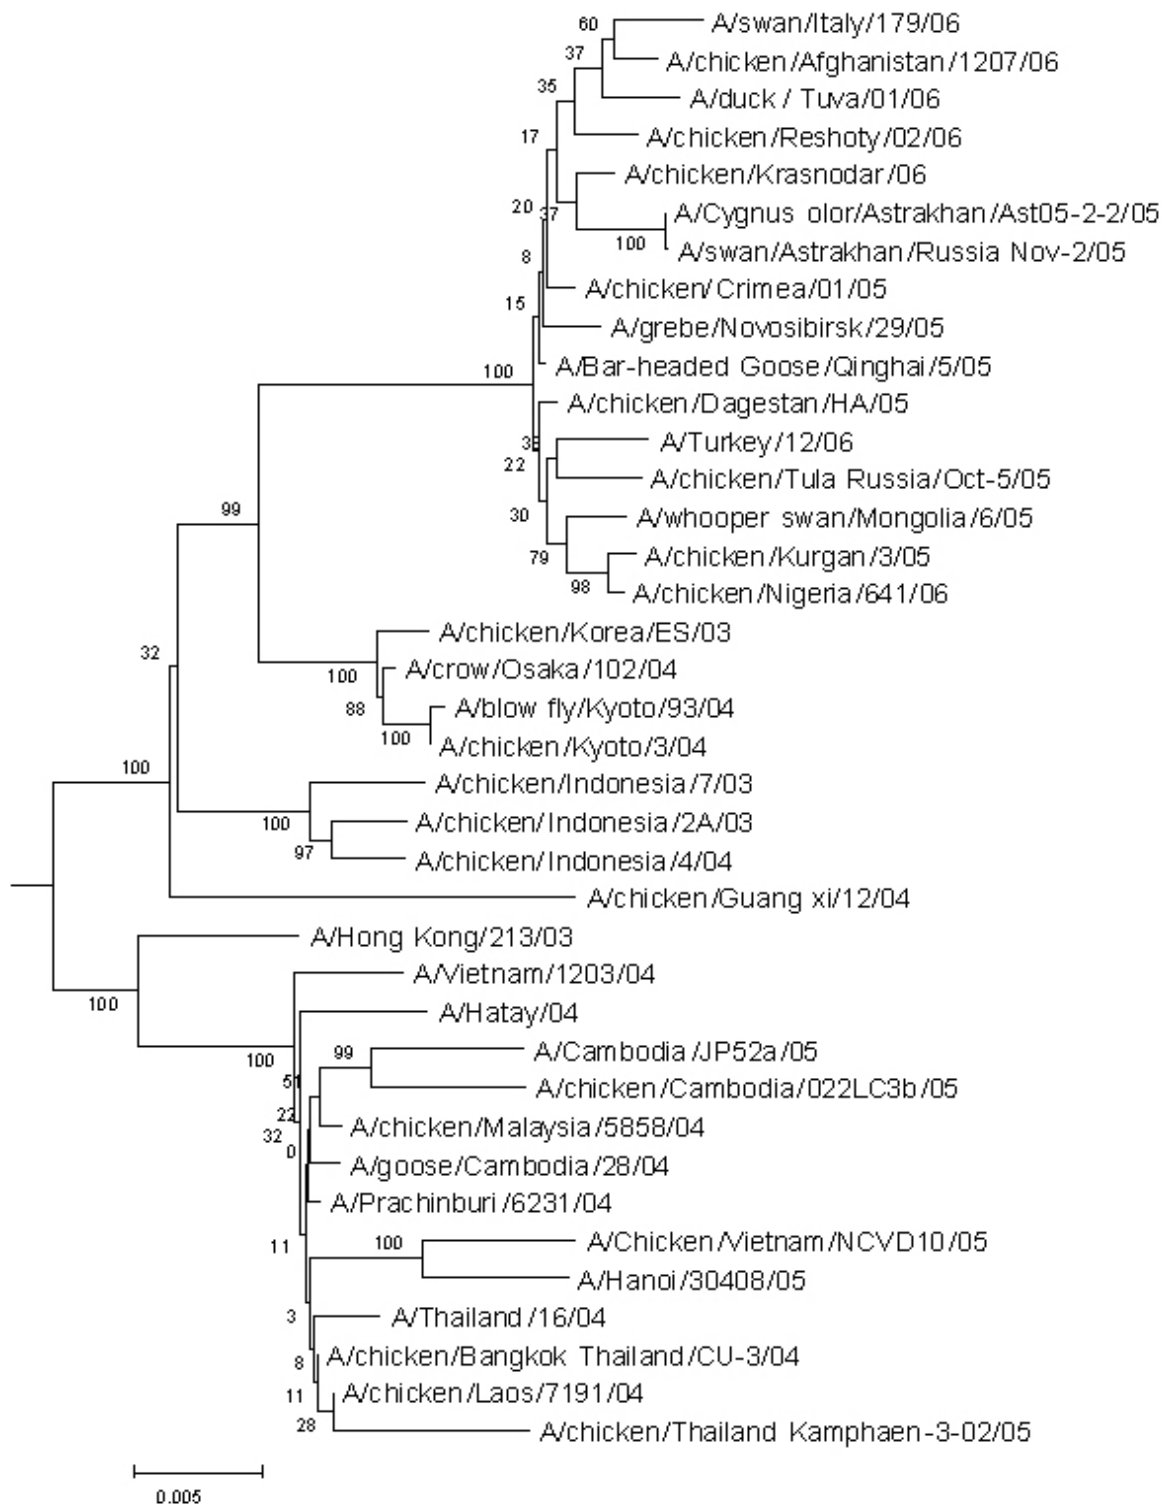 60
A/swan/Italy/179/06
37
A/chicken/Afghanistan/1207/06
35
A/duck / Tuva/01/06
17
A/chicken/Reshoty/02/06
A/chicken/Krasnodar/06
20
37
A/Cygnus olor/Astrakhan/Ast05-2-2/05
100
A/swan/Astrakhan/Russia Nov-2/05
8
A/chicken/Crimea/01/05
15
A/grebe/Novosibirsk/29/05
100
A/Bar-headed Goose/Qinghai/5/05
A/chicken/Dagestan/HA/05
A/Turkey/12/06
22
A/chicken/Tula Russia/Oct-5/05
30
A/whooper swan/Mongolia/6/05
79
A/chicken/Kurgan/3/05
98
A/chicken/Nigeria/641/06
99
A/chicken/Korea/ES/03
32
100
A/crow/Osaka/102/04
88
A/blow fly/Kyoto/93/04
100
A/chicken/Kyoto/3/04
100
A/chicken/Indonesia/7/03
100
A/chicken/Indonesia/2A/03
97
A/chicken/Indonesia/4/04
A/chicken/Guang xi/12/04
A/Hong Kong/213/03
100
A/Vietnam/1203/04
A/Hatay/04
100
99
A/Cambodia/JP52a/05
A/chicken/Cambodia/022LC3b/05
22
A/chicken/Malaysia/5858/04
32
0
A/goose/Cambodia/28/04
A/Prachinburi/6231/04
11
100
A/Chicken/Vietnam/NCVD10/05
A/Hanoi/30408/05
3
A/Thailand/16/04
8
A/chicken/Bangkok Thailand/CU-3/04
11
A/chicken/Laos/7191/04
28
A/chicken/Thailand Kamphaen-3-02/05
0.005